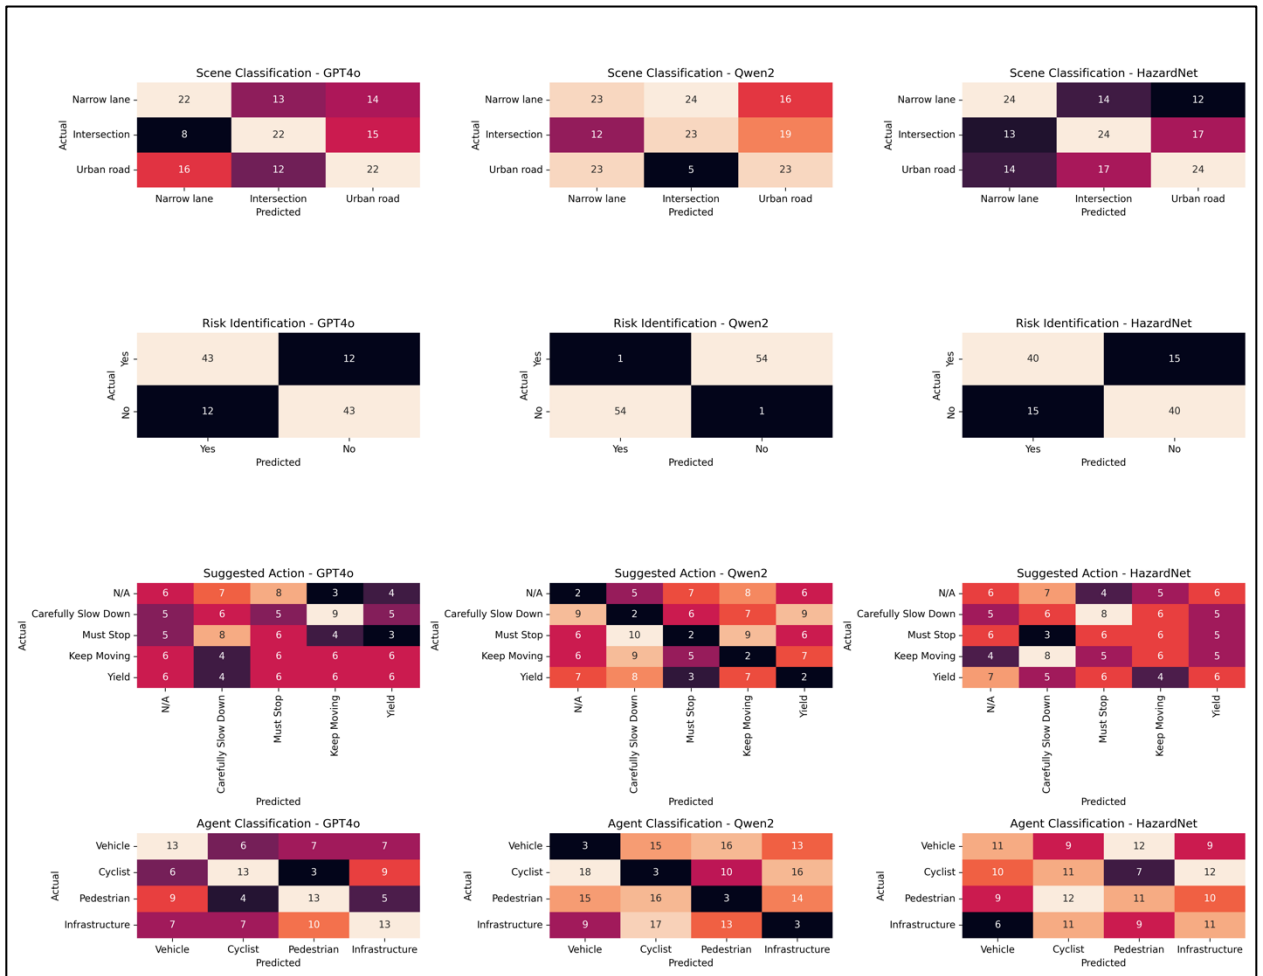 Scene Classification - GPT4o
Actual
Narrow lane 22 13 14
Intersection 8 22 15
Urban road 16 12 22
Narrow lane Intersection Urban road
Predicted
Scene Classification - Qwen2
Actual
Narrow lane 23 24 16
Intersection 12 23 19
Urban road 23 5 23
Narrow lane Intersection Urban road
Predicted
Scene Classification - HazardNet
Actual
Narrow lane 24 14 12
Intersection 13 24 17
Urban road 14 17 24
Narrow lane Intersection Urban road
Predicted
Risk Identification - GPT4o
Actual
Yes 43 12
No 12 43
Yes No
Predicted
Risk Identification - Qwen2
Actual
Yes 1 54
No 54 1
Yes No
Predicted
Risk Identification - HazardNet
Actual
Yes 40 15
No 15 40
Yes No
Predicted
Suggested Action - GPT4o
Actual
N/A 6 7 8 3 4
Carefully Slow Down 5 6 5 9 5
Must Stop 5 8 6 4 3
Keep Moving 6 4 6 6 6
Yield 6 4 6 6 6
N/A Carefully Slow Down Must Stop Keep Moving Yield
Predicted
Suggested Action - Qwen2
Actual
N/A 2 5 7 8 6
Carefully Slow Down 9 2 6 7 9
Must Stop 6 10 2 9 6
Keep Moving 6 9 5 2 7
Yield 7 8 3 7 2
N/A Carefully Slow Down Must Stop Keep Moving Yield
Predicted
Suggested Action - HazardNet
Actual
N/A 6 7 4 5 6
Carefully Slow Down 5 6 8 6 5
Must Stop 6 3 6 6 5
Keep Moving 4 8 5 6 5
Yield 7 5 6 4 6
N/A Carefully Slow Down Must Stop Keep Moving Yield
Predicted
Agent Classification - GPT4o
Actual
Vehicle 13 6 7 7
Cyclist 6 13 3 9
Pedestrian 9 4 13 5
Infrastructure 7 7 10 13
Vehicle Cyclist Pedestrian Infrastructure
Predicted
Agent Classification - Qwen2
Actual
Vehicle 3 15 16 13
Cyclist 18 3 10 16
Pedestrian 15 16 3 14
Infrastructure 9 17 13 3
Vehicle Cyclist Pedestrian Infrastructure
Predicted
Agent Classification - HazardNet
Actual
Vehicle 11 9 12 9
Cyclist 10 11 7 12
Pedestrian 9 12 11 10
Infrastructure 6 11 9 11
Vehicle Cyclist Pedestrian Infrastructure
Predicted